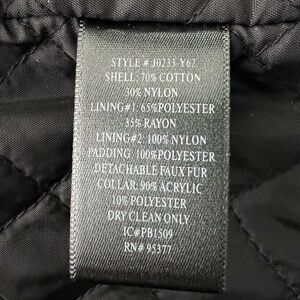 STYLE # J0233-Y62
SHELL: 70% COTTON
30% NYLON
LINING#1: 65%POLYESTER
35% RAYON
LINING#2: 100% NYLON
PADDING: 100%POLYESTER
DETACHABLE FAUX FUR
COLLAR: 90% ACRYLIC
10% POLYESTER
DRY CLEAN ONLY
IC#PB1509
RN# 95377